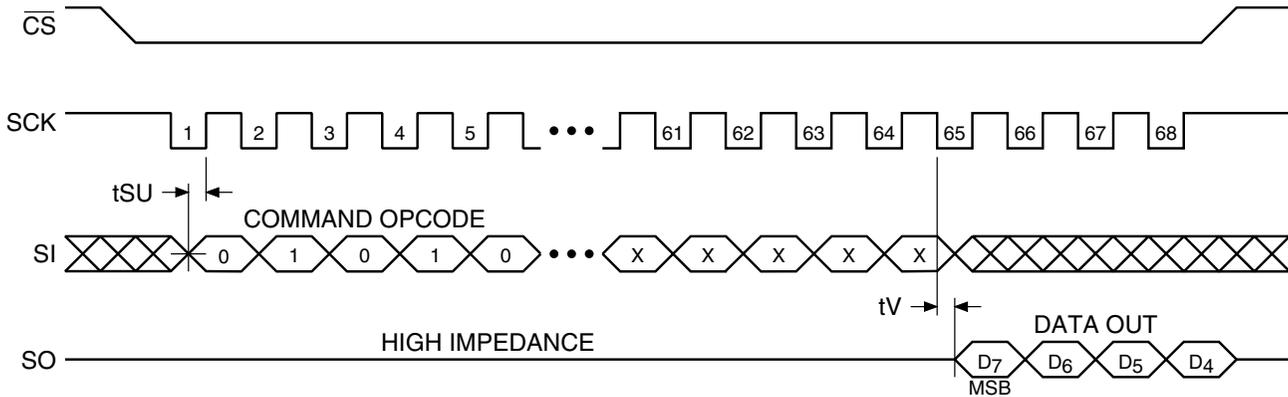 CS
SCK
1 2 3 4 5 ••• 61 62 63 64 65 66 67 68
tSU
COMMAND OPCODE
SI
0 1 0 1 0 ••• X X X X X
tV
HIGH IMPEDANCE
DATA OUT
SO
D7 D6 D5 D4
MSB